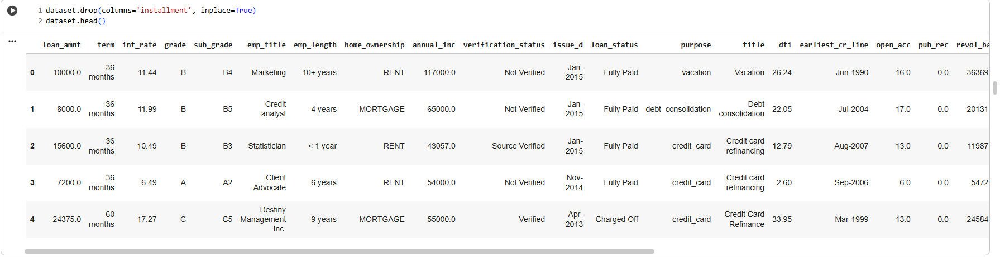 1 dataset.drop(columns='installment', inplace=True)
2 dataset.head()
loan_amnt term int_rate grade sub_grade emp_title emp_length home_ownership annual_inc verification_status issue_d loan_status purpose title dti earliest_cr_line open_acc pub_rec revol_ba
0 10000.0 36 months 11.44 B B4 Marketing 10+ years RENT 117000.0 Not Verified Jan-2015 Fully Paid vacation Vacation 26.24 Jun-1990 16.0 0.0 36369
1 8000.0 36 months 11.99 B B5 Credit analyst 4 years MORTGAGE 65000.0 Not Verified Jan-2015 Fully Paid debt_consolidation Debt consolidation 22.05 Jul-2004 17.0 0.0 20131
2 15600.0 36 months 10.49 B B3 Statistician < 1 year RENT 43057.0 Source Verified Jan-2015 Fully Paid credit_card Credit card refinancing 12.79 Aug-2007 13.0 0.0 11987
3 7200.0 36 months 6.49 A A2 Client Advocate 6 years RENT 54000.0 Not Verified Nov-2014 Fully Paid credit_card Credit card refinancing 2.60 Sep-2006 6.0 0.0 5472
4 24375.0 60 months 17.27 C C5 Destiny Management Inc. 9 years MORTGAGE 55000.0 Verified Apr-2013 Charged Off credit_card Credit Card Refinance 33.95 Mar-1999 13.0 0.0 24584